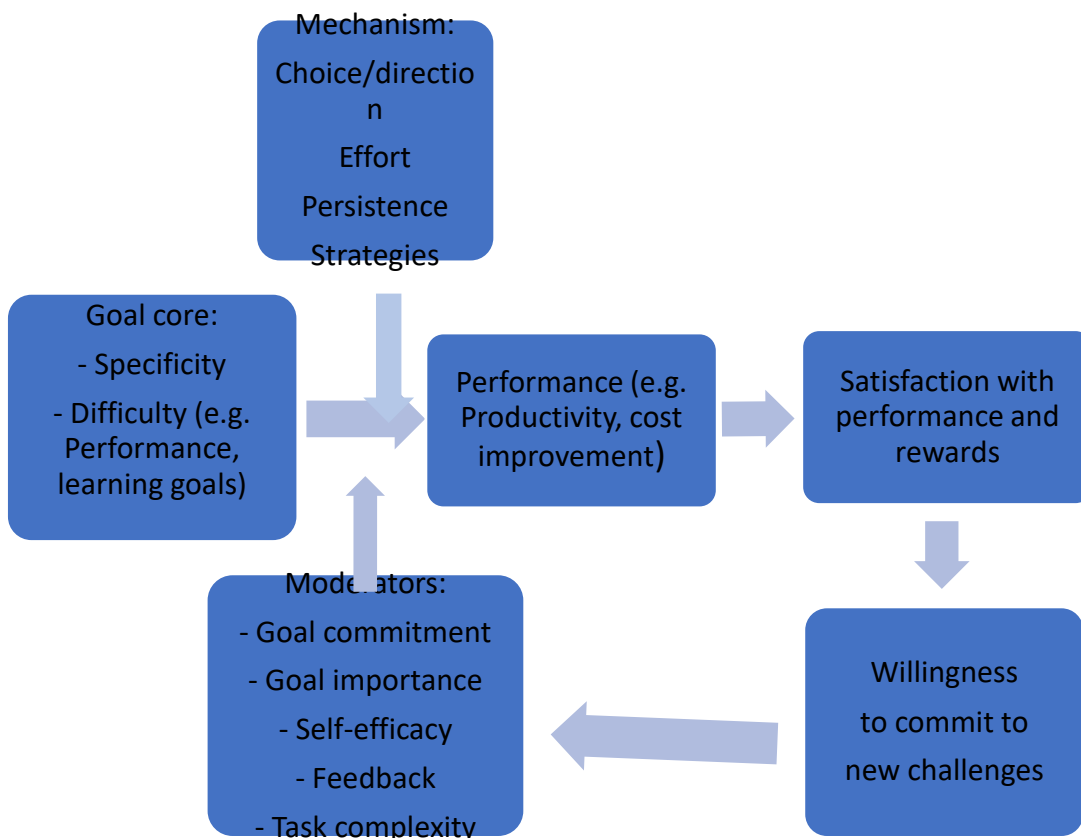 Mechanism:
Choice/directio
n
Effort
Persistence
Strategies
Goal core:
- Specificity
- Difficulty (e.g.
Performance,
learning goals)
Performance (e.g.
Productivity, cost
improvement)
Satisfaction with
performance and
rewards
Moderators:
- Goal commitment
- Goal importance
- Self-efficacy
- Feedback
- Task complexity
Willingness
to commit to
new challenges